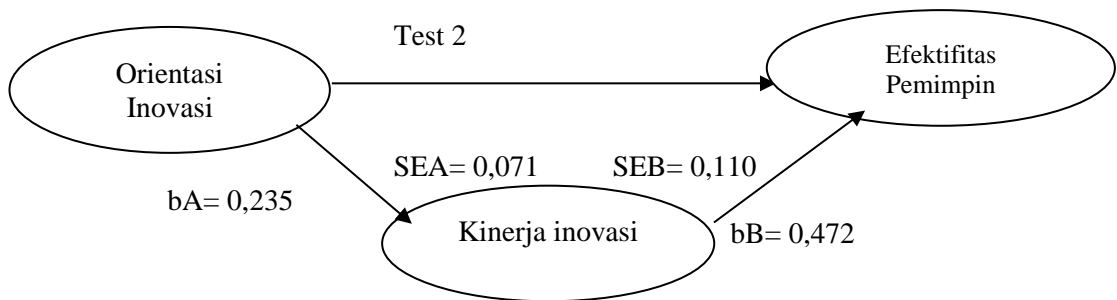 Test 2
Orientasi
Inovasi
Efektifitas
Pemimpin
SEA= 0,071
SEB= 0,110
bA= 0,235
Kinerja inovasi
bB= 0,472